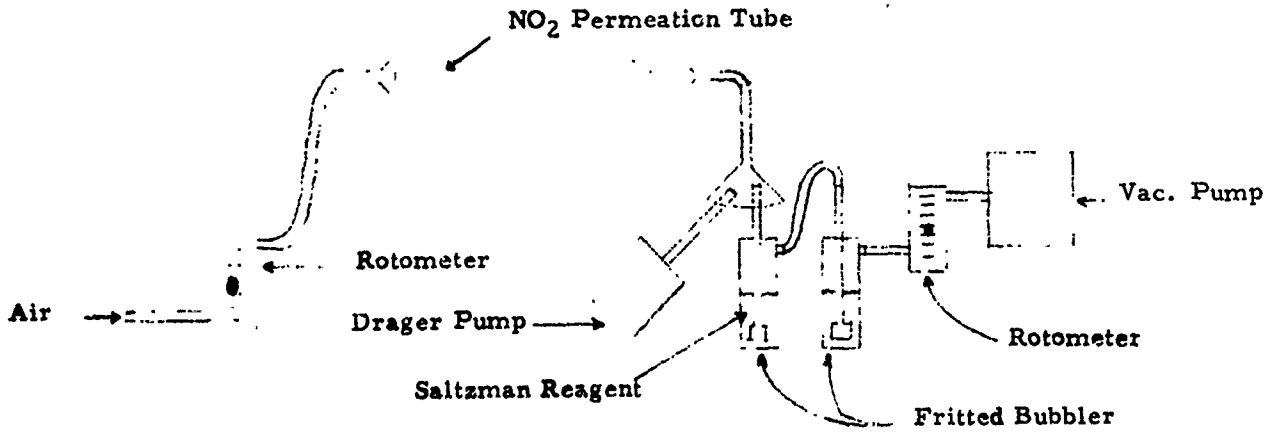 NO2 Permeation Tube
Vac. Pump
Rotometer
Air
Drager Pump
Rotometer
Saltzman Reagent
Fritted Bubbler